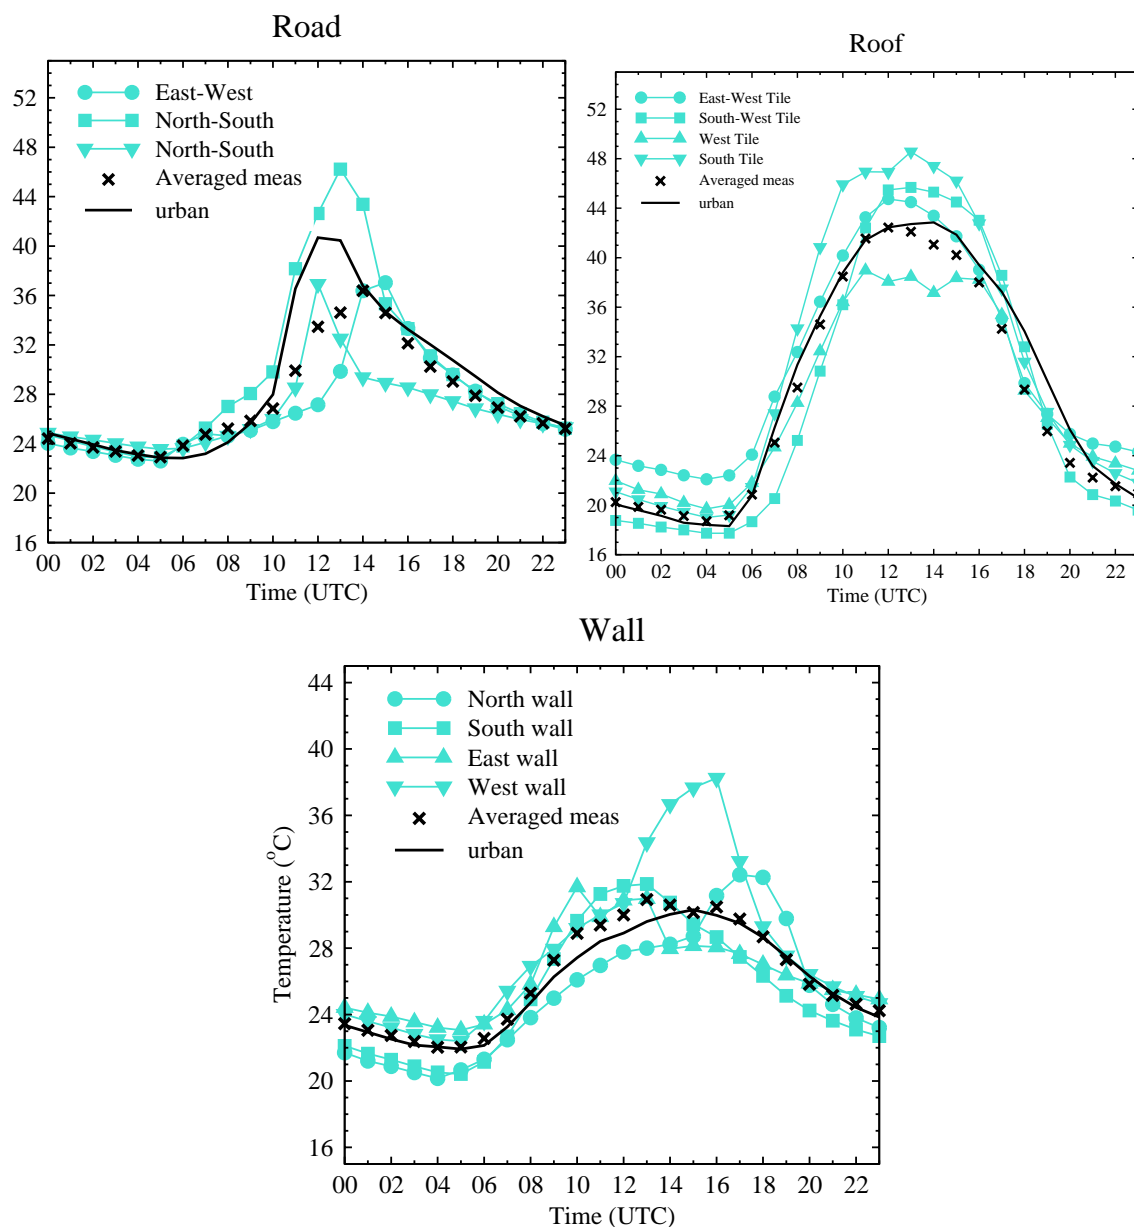 Road
52
48
44
40
36
32
28
24
20
16
East-West
North-South
North-South
Averaged meas
urban
00 02 04 06 08 10 12 14 16 18 20 22
Time (UTC)
Roof
52
48
44
40
36
32
28
24
20
16
East-West Tile
South-West Tile
West Tile
South Tile
Averaged meas
urban
00 02 04 06 08 10 12 14 16 18 20 22
Time (UTC)
Wall
Temperature (°C)
44
40
36
32
28
24
20
16
North wall
South wall
East wall
West wall
Averaged meas
urban
00 02 04 06 08 10 12 14 16 18 20 22
Time (UTC)